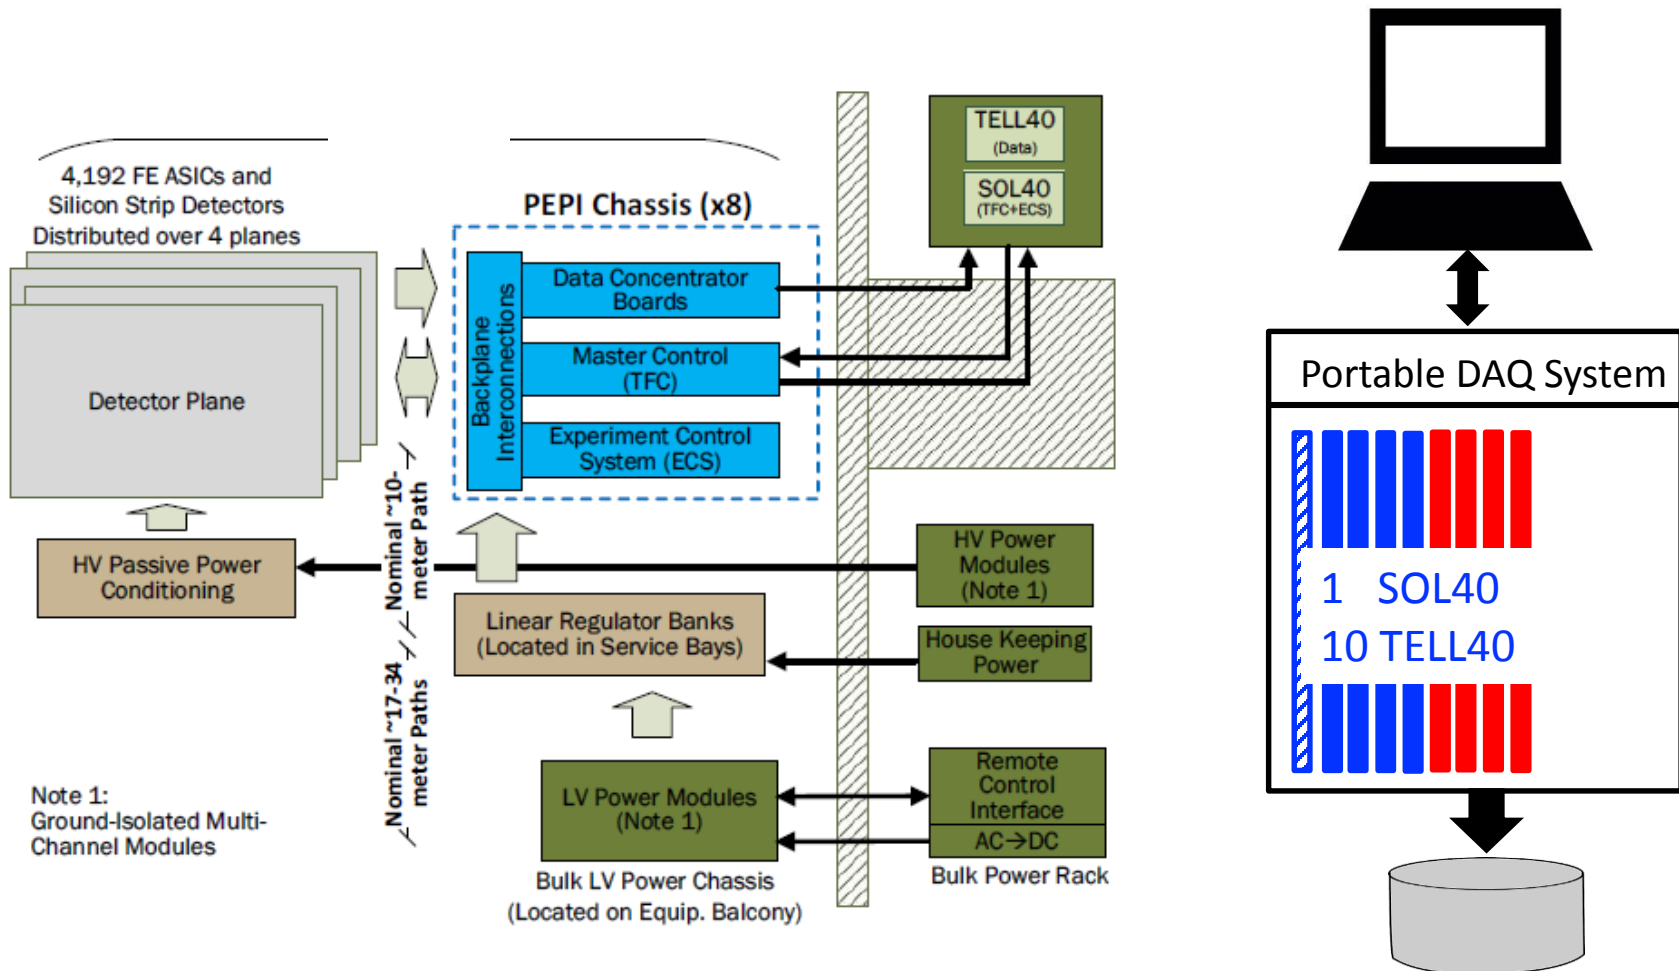 4,192 FE ASICs and
Silicon Strip Detectors
Distributed over 4 planes
Detector Plane
HV Passive Power
Conditioning
Note 1:
Ground-Isolated Multi-
Channel Modules
PEPI Chassis (x8)
Backplane
Interconnections
Data Concentrator
Boards
Master Control
(TFC)
Experiment Control
System (ECS)
Nominal ~10-
meter Path
Nominal ~17-34
meter Paths
Linear Regulator Banks
(Located in Service Bays)
LV Power Modules
(Note 1)
Bulk LV Power Chassis
(Located on Equip. Balcony)
TELL40
(Data)
SOL40
(TFC+ECS)
HV Power
Modules
(Note 1)
House Keeping
Power
Remote
Control
Interface
AC→DC
Bulk Power Rack
Portable DAQ System
1 SOL40
10 TELL40